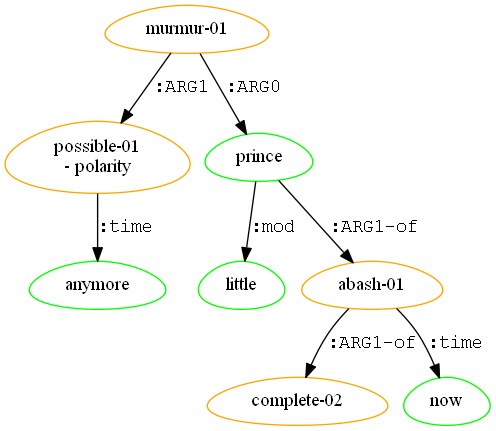 murmur-01
:ARG1
:ARG0
possible-01
- polarity
prince
:time
:mod
:ARG1-of
anymore
little
abash-01
:ARG1-of
:time
complete-02
now